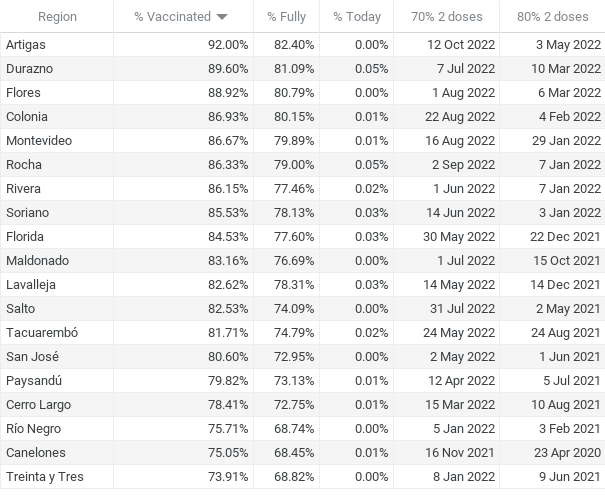 Region % Vaccinated % Fully % Today 70% 2 doses 80% 2 doses
Artigas 92.00% 82.40% 0.00% 12 Oct 2022 3 May 2022
Durazno 89.60% 81.09% 0.05% 7 Jul 2022 10 Mar 2022
Flores 88.92% 80.79% 0.00% 1 Aug 2022 6 Mar 2022
Colonia 86.93% 80.15% 0.01% 22 Aug 2022 4 Feb 2022
Montevideo 86.67% 79.89% 0.01% 16 Aug 2022 29 Jan 2022
Rocha 86.33% 79.00% 0.05% 2 Sep 2022 7 Jan 2022
Rivera 86.15% 77.46% 0.02% 1 Jun 2022 7 Jan 2022
Soriano 85.53% 78.13% 0.03% 14 Jun 2022 3 Jan 2022
Florida 84.53% 77.60% 0.03% 30 May 2022 22 Dec 2021
Maldonado 83.16% 76.69% 0.00% 1 Jul 2022 15 Oct 2021
Lavalleja 82.62% 78.31% 0.03% 14 May 2022 14 Dec 2021
Salto 82.53% 74.09% 0.00% 31 Jul 2022 2 May 2021
Tacuarembó 81.71% 74.79% 0.02% 24 May 2022 24 Aug 2021
San José 80.60% 72.95% 0.00% 2 May 2022 1 Jun 2021
Paysandú 79.82% 73.13% 0.01% 12 Apr 2022 5 Jul 2021
Cerro Largo 78.41% 72.75% 0.01% 15 Mar 2022 10 Aug 2021
Río Negro 75.71% 68.74% 0.00% 5 Jan 2022 3 Feb 2021
Canelones 75.05% 68.45% 0.01% 16 Nov 2021 23 Apr 2020
Treinta y Tres 73.91% 68.82% 0.00% 8 Jan 2022 9 Jun 2021